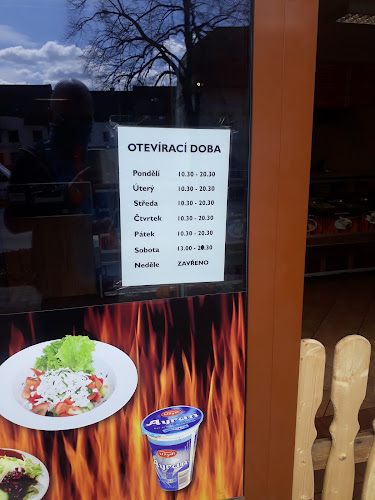 OTEVÍRACÍ DOBA
Pondělí 10.30 - 20.30
Úterý 10.30 - 20.30
Středa 10.30 - 20.30
Čtvrtek 10.30 - 20.30
Pátek 10.30 - 20.30
Sobota 13.00 - 20.30
Neděle ZAVŘENO
Ayran
Ayran